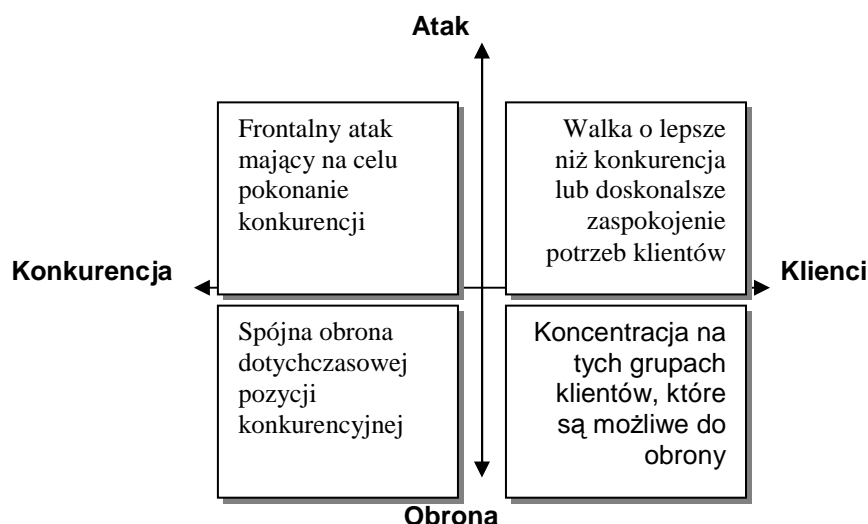 Atak
Frontalny atak
mający na celu
pokonanie
konkurencji
Walka o lepsze
niż konkurencja
lub doskonalsze
zaspokojenie
potrzeb klientów
Konkurencja
Klienci
Spójna obrona
dotychczasowej
pozycji
konkurencyjnej
Koncentracja na
tych grupach
klientów, które
są możliwe do
obrony
Obrona